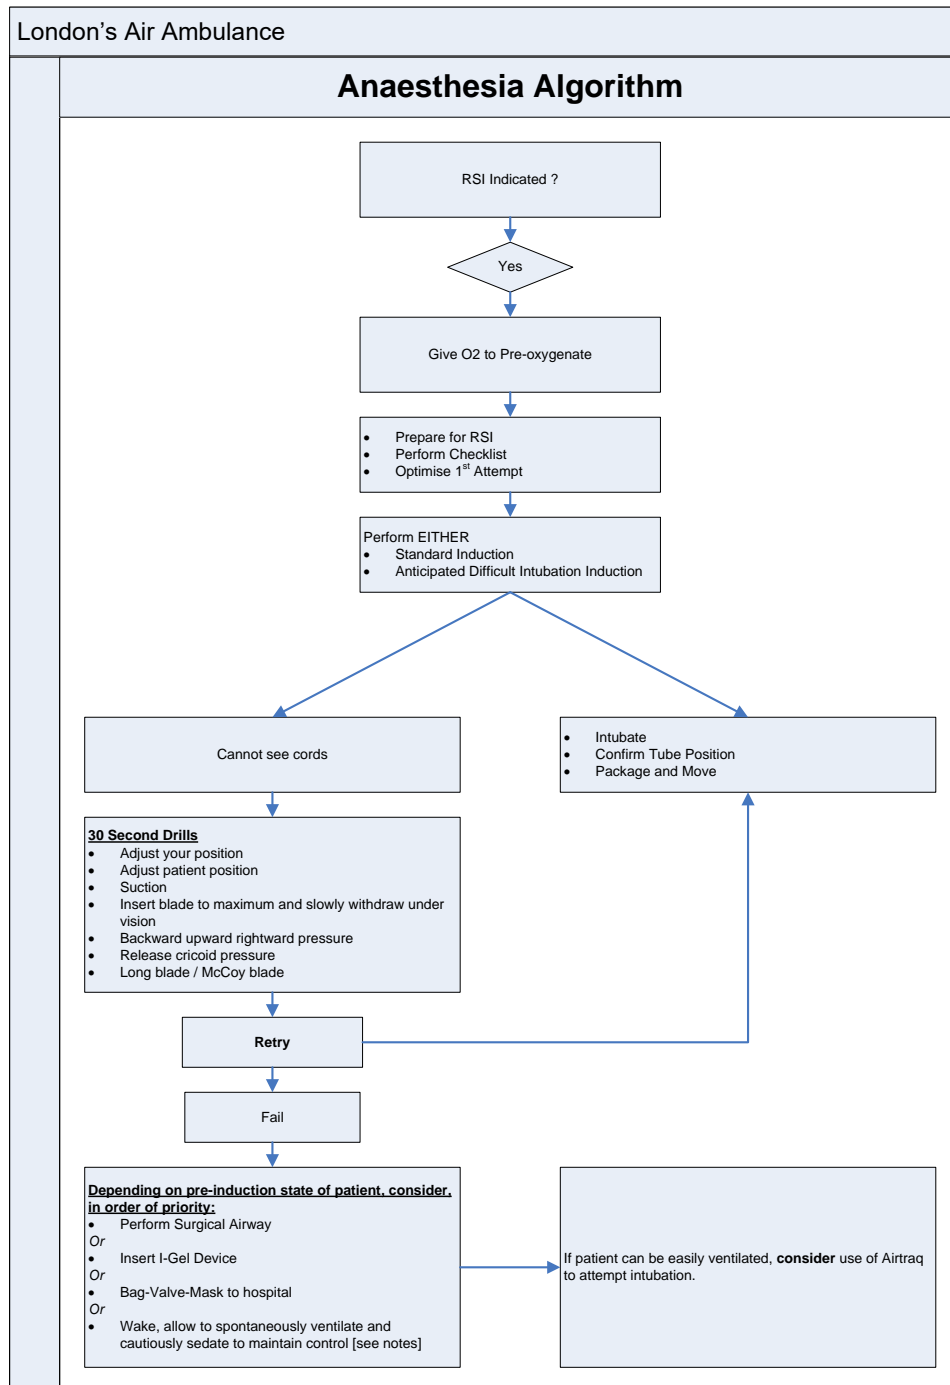 London's Air Ambulance
Anaesthesia Algorithm
RSI Indicated ?
Yes
Give O2 to Pre-oxygenate
• Prepare for RSI
• Perform Checklist
• Optimise 1st Attempt
Perform EITHER
• Standard Induction
• Anticipated Difficult Intubation Induction
Cannot see cords
• Intubate
• Confirm Tube Position
• Package and Move
30 Second Drills
• Adjust your position
• Adjust patient position
• Suction
• Insert blade to maximum and slowly withdraw under
vision
• Backward upward rightward pressure
• Release cricoid pressure
• Long blade / McCoy blade
Retry
Fail
Depending on pre-induction state of patient, consider,
in order of priority:
• Perform Surgical Airway
Or
• Insert I-Gel Device
Or
• Bag-Valve-Mask to hospital
Or
• Wake, allow to spontaneously ventilate and
cautiously sedate to maintain control [see notes]
If patient can be easily ventilated, consider use of Airtraq
to attempt intubation.